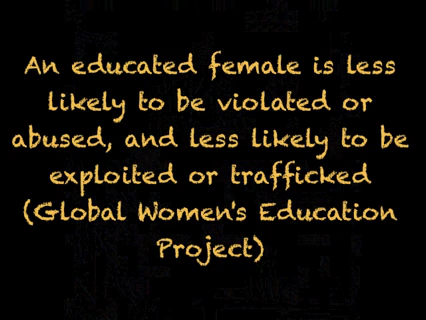 An educated female is less
likely to be violated or
abused, and less likely to be
exploited or trafficked
(Global Women's Education
Project)